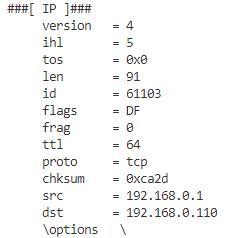 ###[ IP ]###
version = 4
ihl = 5
tos = 0x0
len = 91
id = 61103
flags = DF
frag = 0
ttl = 64
proto = tcp
chksum = 0xca2d
src = 192.168.0.1
dst = 192.168.0.110
\options \